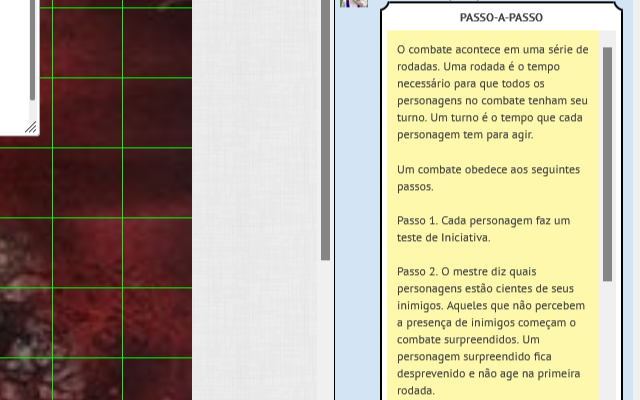 PASSO-A-PASSO
O combate acontece em uma série de
rodadas. Uma rodada é o tempo
necessário para que todos os
personagens no combate tenham seu
turno. Um turno é o tempo que cada
personagem tem para agir.
Um combate obedece aos seguintes
passos.
Passo 1. Cada personagem faz um
teste de Iniciativa.
Passo 2. O mestre diz quais
personagens estão cientes de seus
inimigos. Aqueles que não percebem
a presença de inimigos começam o
combate surpreendidos. Um
personagem surpreendido fica
desprevenido e não age na primeira
rodada.